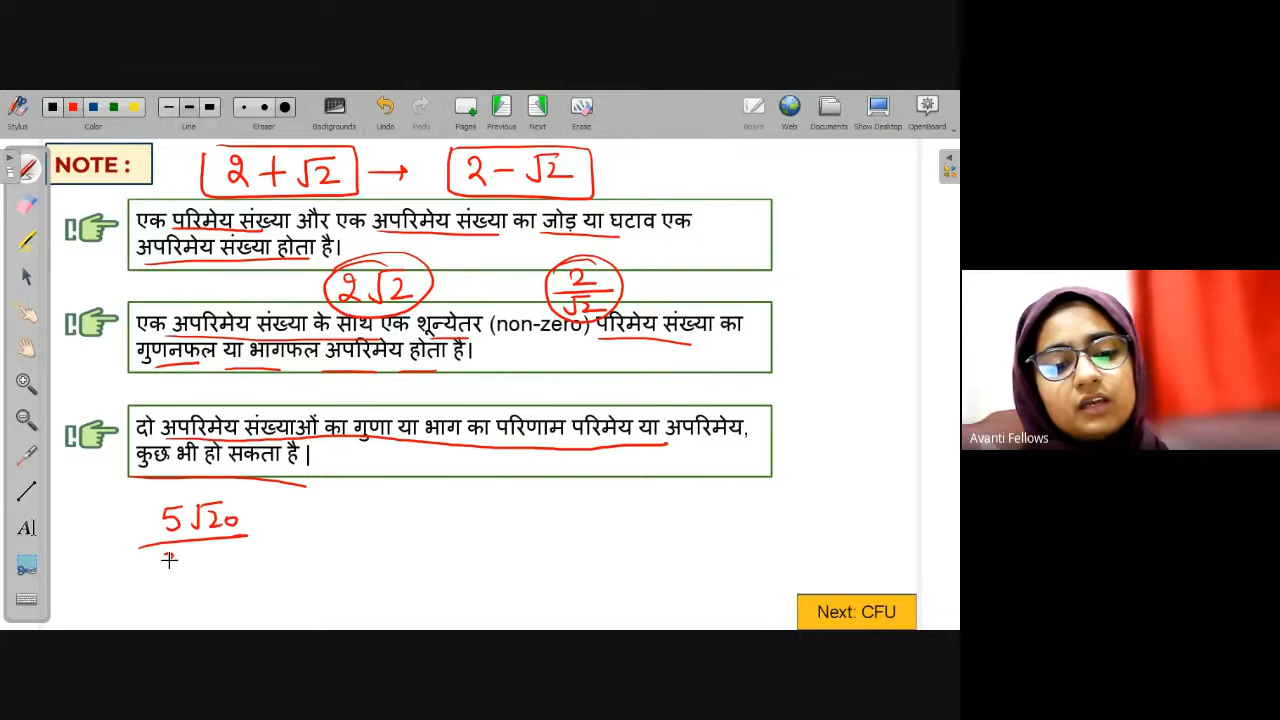 Stylus
Color
Line
Eraser
Backgrounds
Undo
Redo
Pages
Previous
Next
Erase
Board
Web
Documents
Show Desktop
OpenBoard
NOTE :
2 + √2 → 2 - √2
एक परिमेय संख्या और एक अपरिमेय संख्या का जोड़ या घटाव एक
अपरिमेय संख्या होता है।
2√2
2/√2
एक अपरिमेय संख्या के साथ एक शून्येतर (non-zero) परिमेय संख्या का
गुणनफल या भागफल अपरिमेय होता है।
दो अपरिमेय संख्याओं का गुणा या भाग का परिणाम परिमेय या अपरिमेय,
कुछ भी हो सकता है |
5√20
Next: CFU
Avanti Fellows